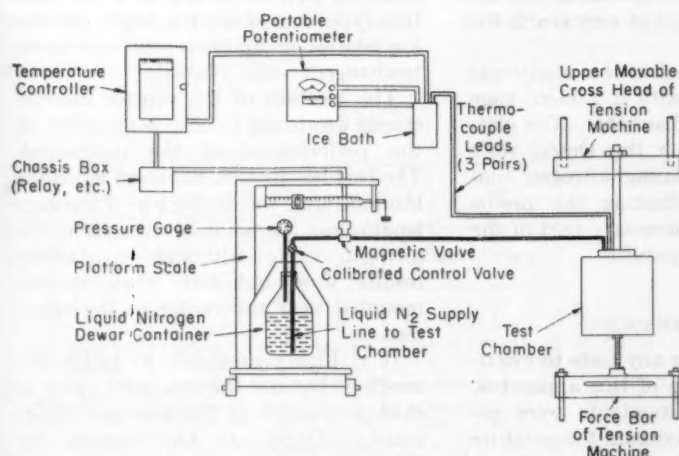 Portable
Potentiometer
Temperature
Controller
Upper Movable
Cross Head of
Tension
Machine
Ice Bath
Thermo
couple
Leads
(3 Pairs)
Chassis Box
(Relay, etc.)
Pressure Gage
Magnetic Valve
Platform Scale
Calibrated Control Valve
Liquid Nitrogen
Dewar Container
Liquid N2 Supply
Line to Test
Chamber
Test
Chamber
Force Bar
of Tension
Machine